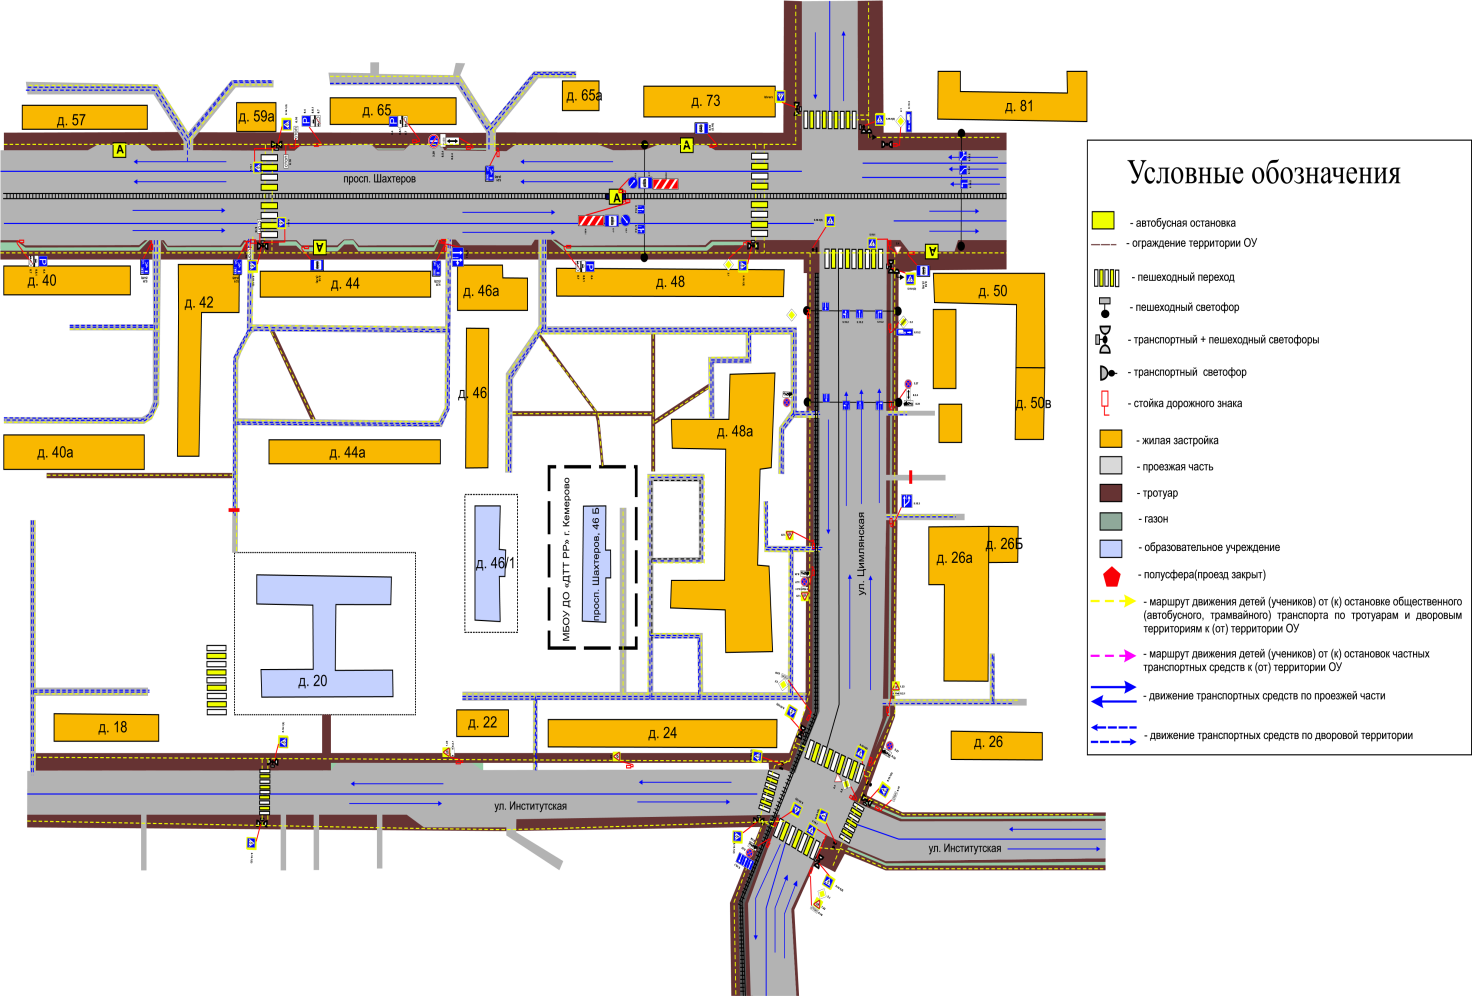 д. 57
д. 59а
д. 65
д. 65а
д. 73
д. 81
А
А
просп. Шахтеров
А
А
А
д. 40
д. 42
д. 44
д. 46а
д. 48
д. 50
д. 46
д. 48а
д. 50в
д. 40а
д. 44а
д. 46/1
МБОУ ДО «ДТТ РР» г. Кемерово
просп. Шахтеров, 46 Б
ул. Цимлянская
д. 26а
д. 26Б
д. 20
д. 18
д. 22
д. 24
д. 26
ул. Институтская
ул. Институтская
Условные обозначения
- автобусная остановка
- ограждение территории ОУ
- пешеходный переход
- пешеходный светофор
- транспортный + пешеходный светофоры
- транспортный светофор
- стойка дорожного знака
- жилая застройка
- проезжая часть
- тротуар
- газон
- образовательное учреждение
- полусфера(проезд закрыт)
- маршрут движения детей (учеников) от (к) остановке общественного
(автобусного, трамвайного) транспорта по тротуарам и дворовым
территориям к (от) территории ОУ
- маршрут движения детей (учеников) от (к) остановок частных
транспортных средств к (от) территории ОУ
- движение транспортных средств по проезжей части
- движение транспортных средств по дворовой территории